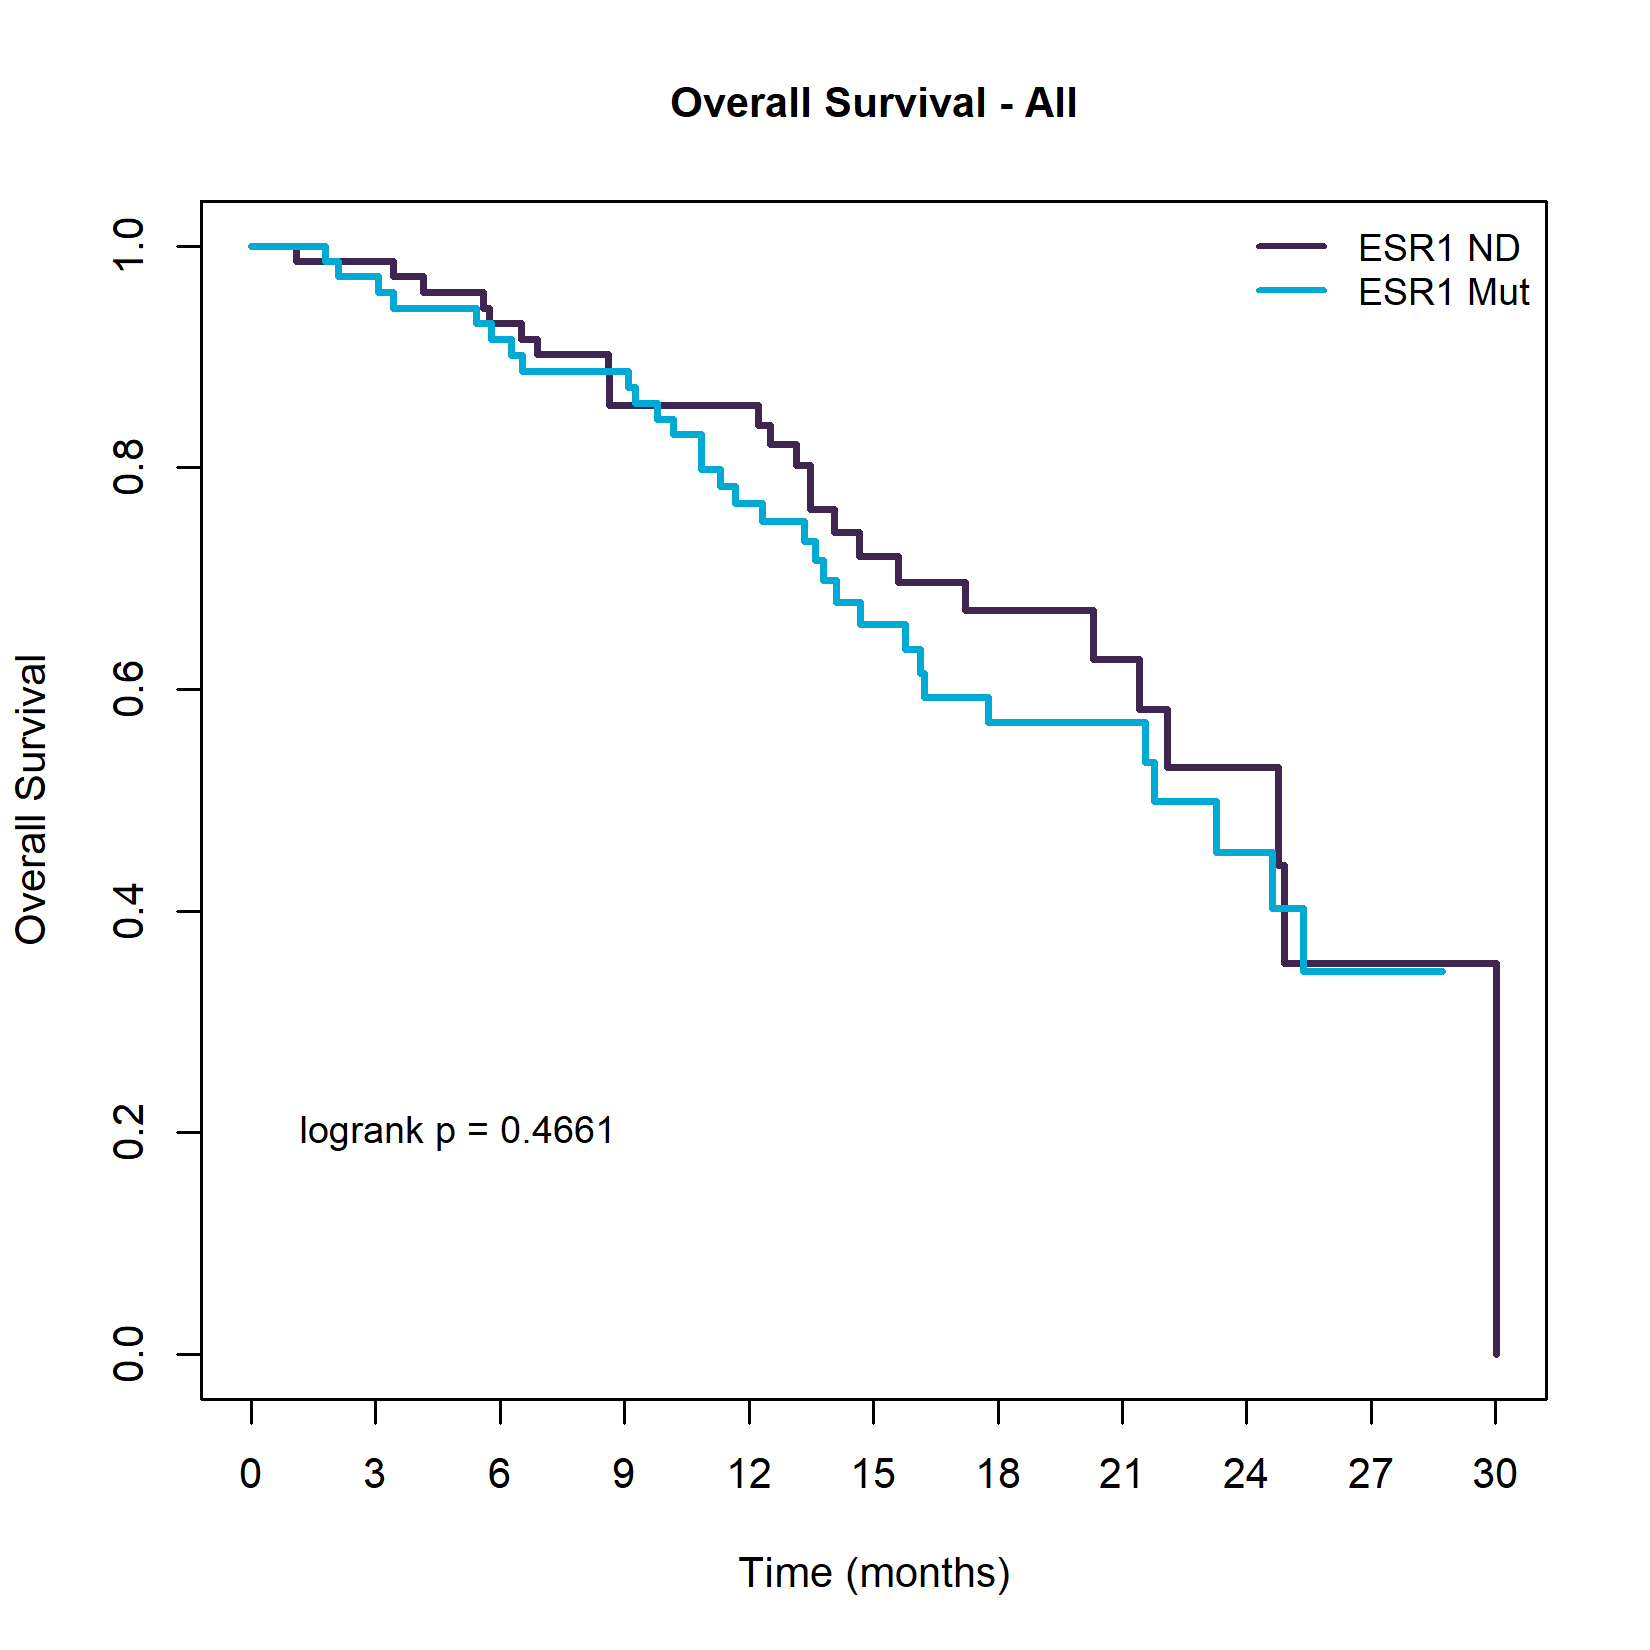 Overall Survival - All
ESR1 ND
ESR1 Mut
Overall Survival
1.0
0.8
0.6
0.4
0.2
0.0
logrank p = 0.4661
0 3 6 9 12 15 18 21 24 27 30
Time (months)